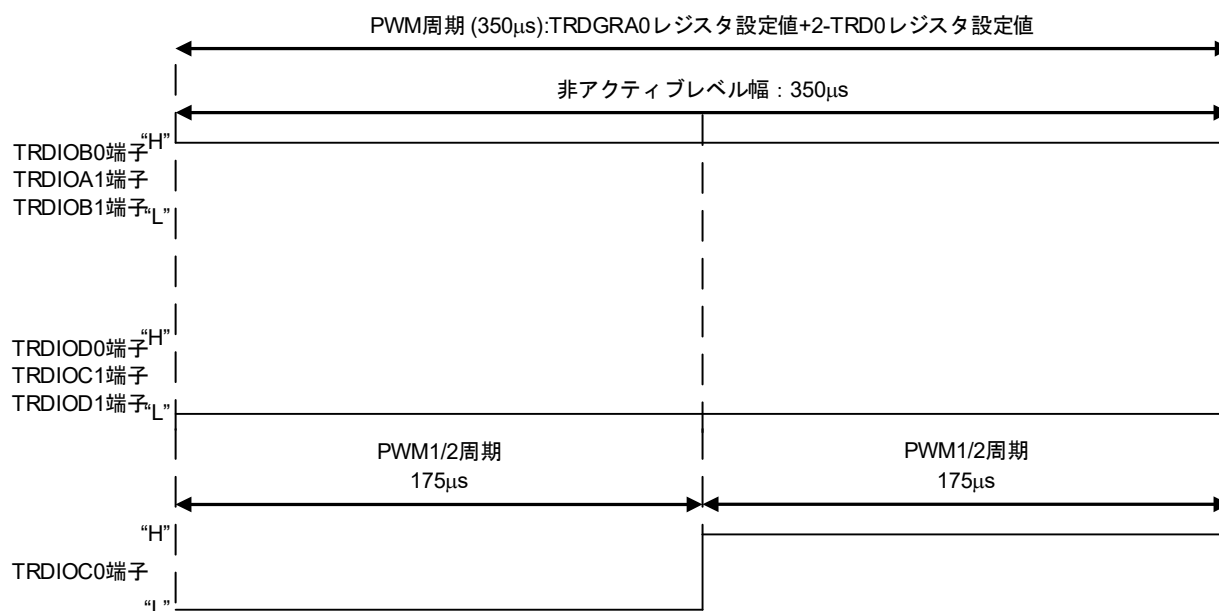 PWM周期 (350μs):TRDGRA0レジスタ設定値+2-TRD0レジスタ設定値
非アクティブレベル幅：350μs
“H”
TRDIOB0端子
TRDIOA1端子
TRDIOB1端子
“L”
“H”
TRDIOD0端子
TRDIOC1端子
TRDIOD1端子
“L”
PWM1/2周期
175μs
PWM1/2周期
175μs
“H”
TRDIOC0端子
“L”